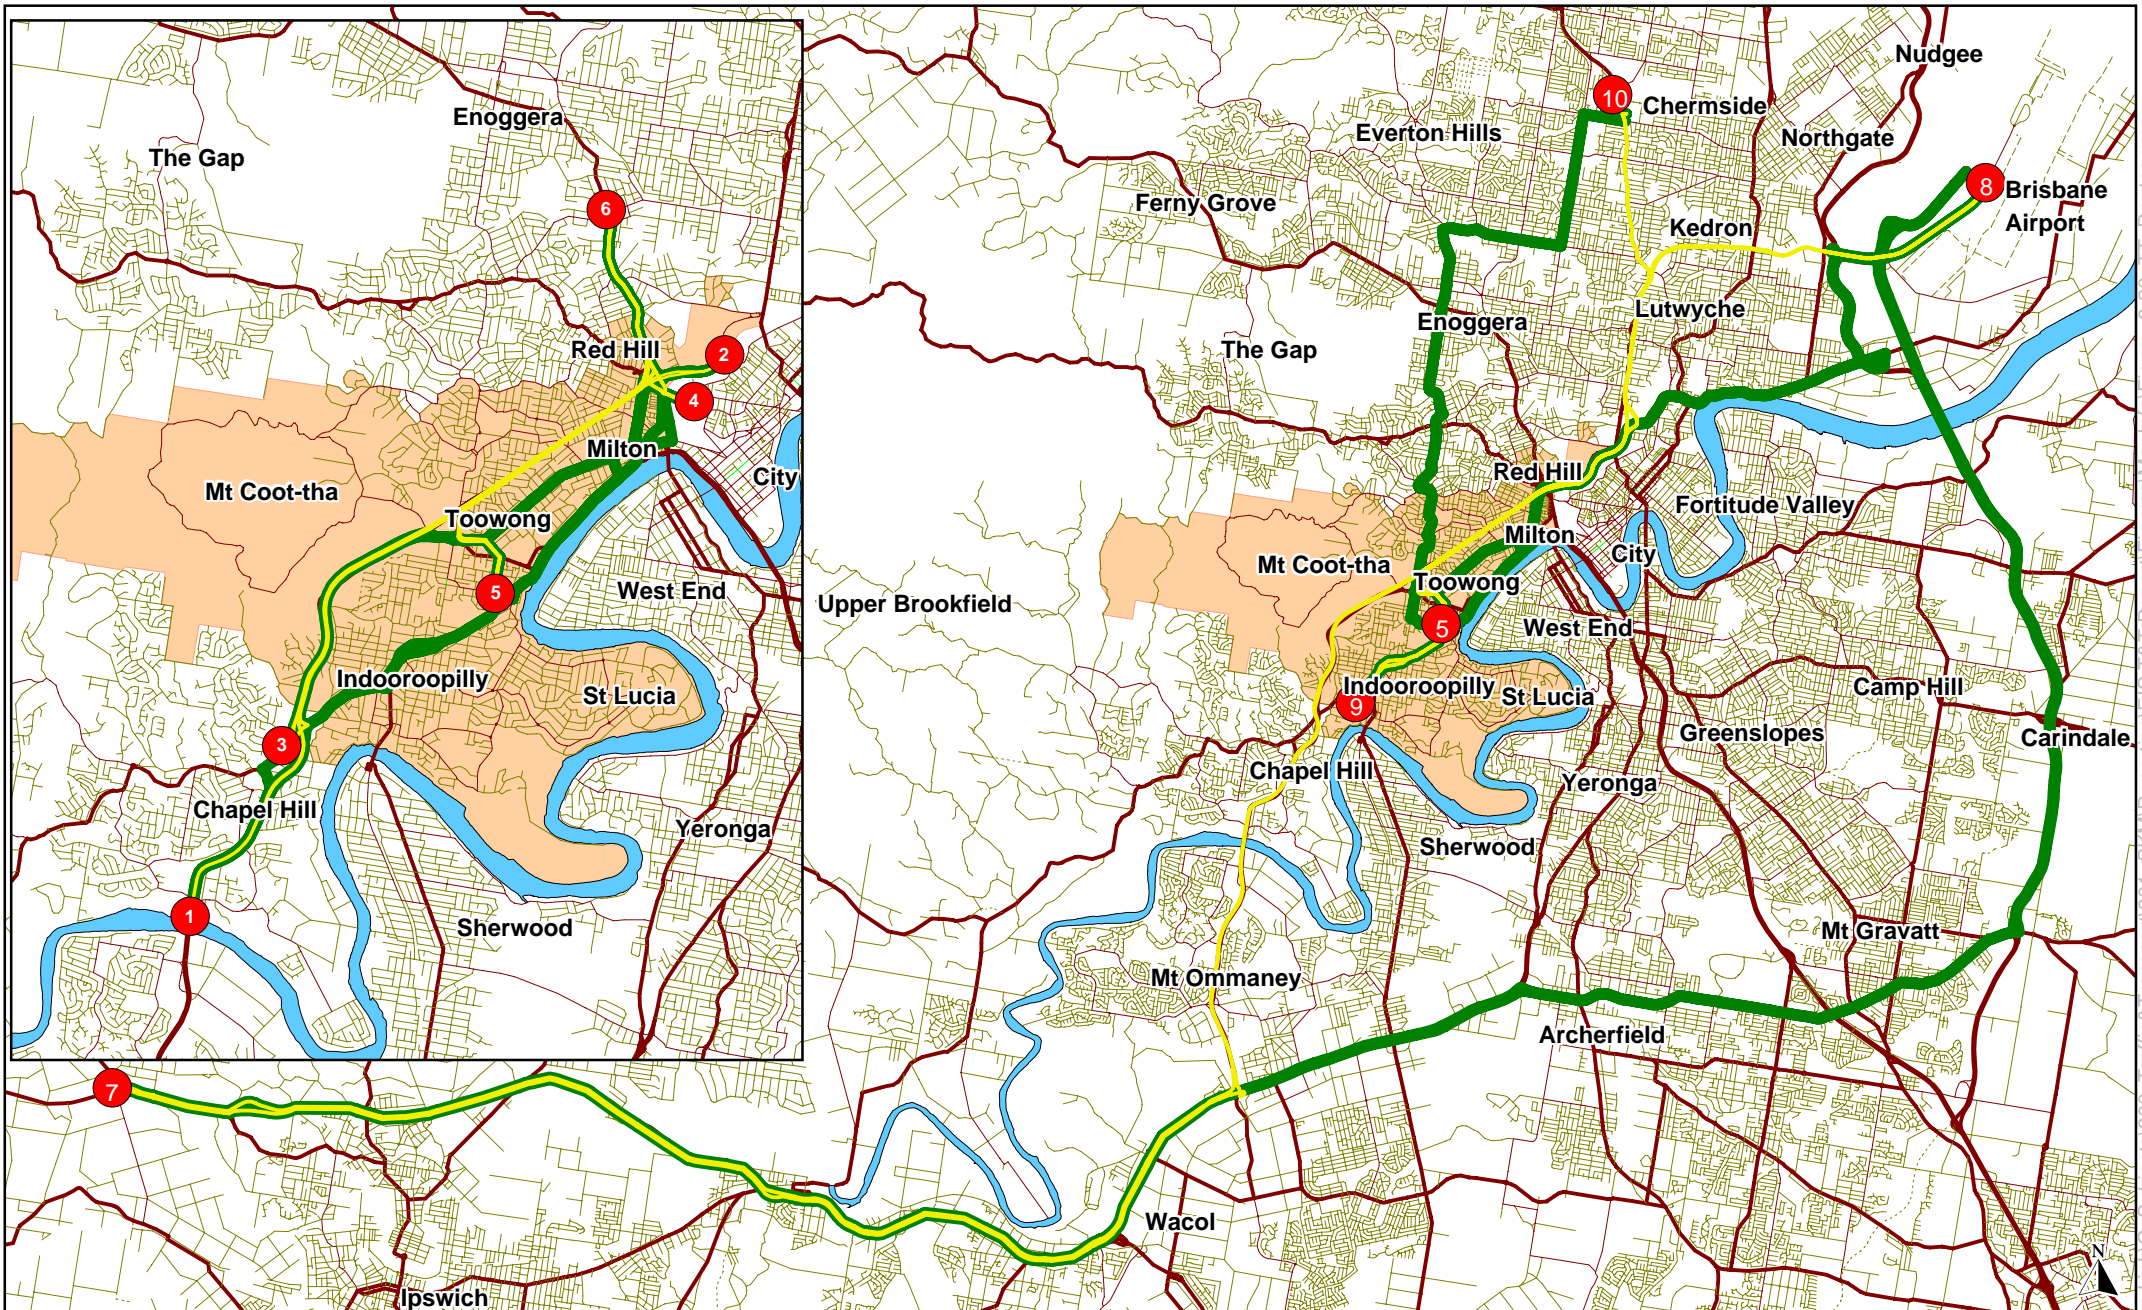 Enoggera
The Gap
6
Red Hill
2
4
Milton
City
Mt Coot-tha
Toowong
5
West End
Indooroopilly
St Lucia
3
Chapel Hill
Yeronga
1
Sherwood
Nudgee
10
Chermside
Everton Hills
Northgate
8
Brisbane
Airport
Ferny Grove
Kedron
Lutwyche
Enoggera
The Gap
Red Hill
Fortitude Valley
Milton
City
Mt Coot-tha
Toowong
Upper Brookfield
5
West End
Indooroopilly
St Lucia
Camp Hill
9
Greenslopes
Carindale
Chapel Hill
Yeronga
Sherwood
Mt Gravatt
Mt Ommaney
Archerfield
7
Wacol
N
Ipswich